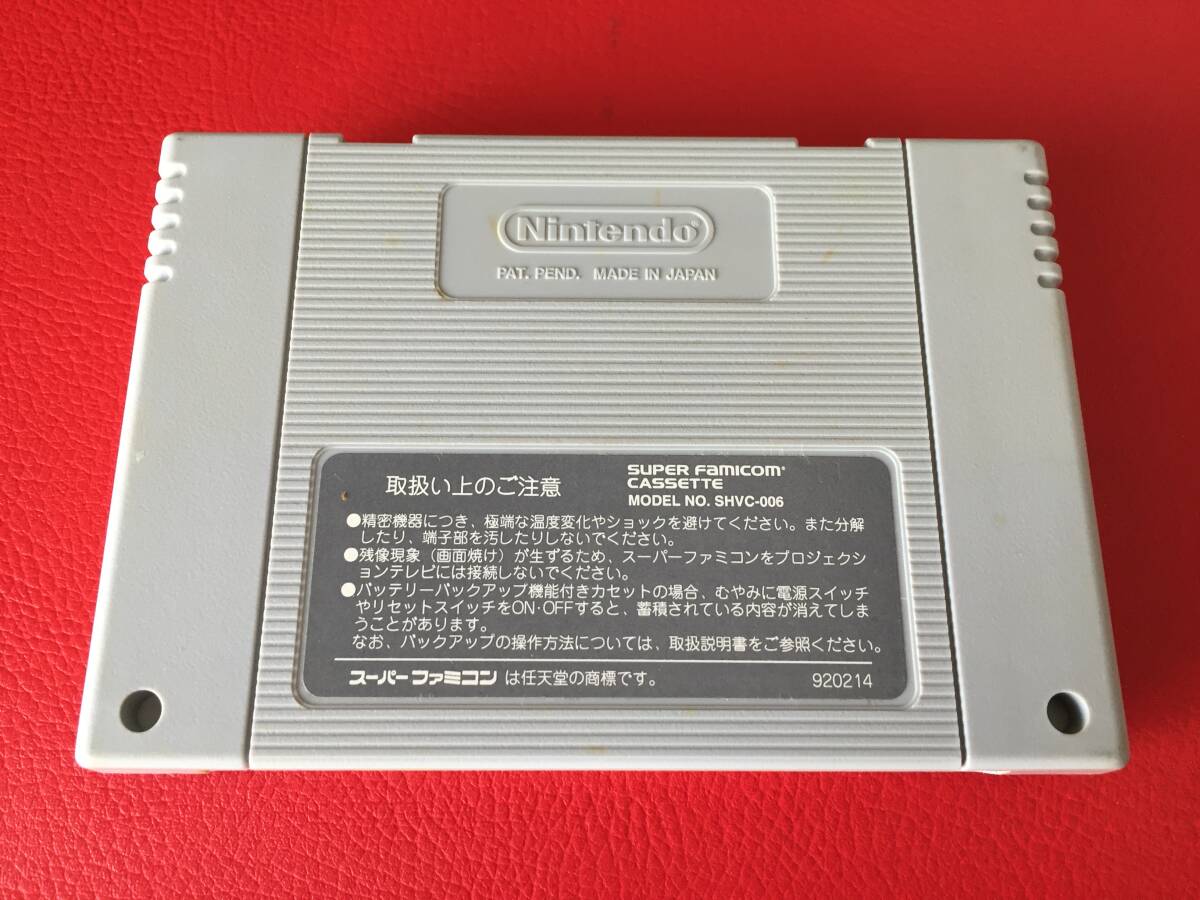 Nintendo®
PAT. PEND. MADE IN JAPAN
取扱い上のご注意
SUPER FAMICOM
CASSETTE
MODEL NO. SHVC-006
●精密機器につき、極端な温度変化やショックを避けてください。また分解
したり、端子部を汚したりしないでください。
●残像現象(画面焼け)が生ずるため、スーパーファミコンをプロジェクシ
ョンテレビには接続しないでください。
●バッテリーバックアップ機能付きカセットの場合、むやみに電源スイッチ
やリセットスイッチをON・OFFすると、蓄積されている内容が消えてしま
うことがあります。
なお、バックアップの操作方法については、取扱説明書をご参照ください。
スーパーファミコン は任天堂の商標です。
920214